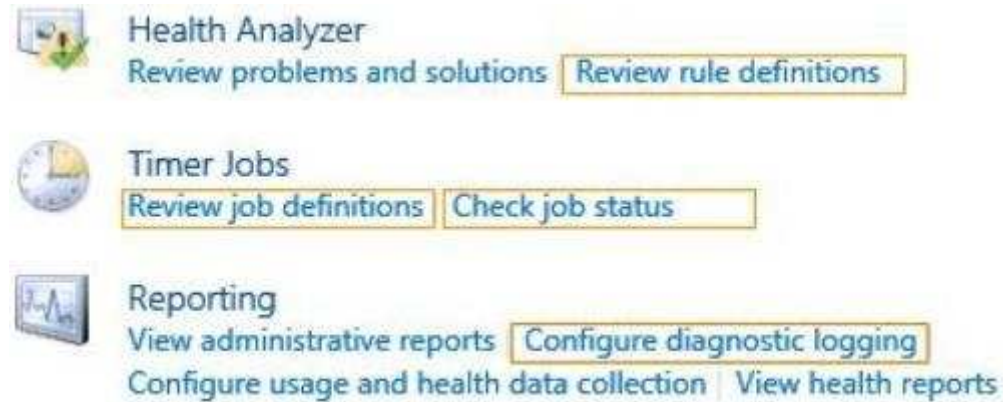 Health Analyzer
Review problems and solutions Review rule definitions
Timer Jobs
Review job definitions Check job status
Reporting
View administrative reports Configure diagnostic logging
Configure usage and health data collection View health reports